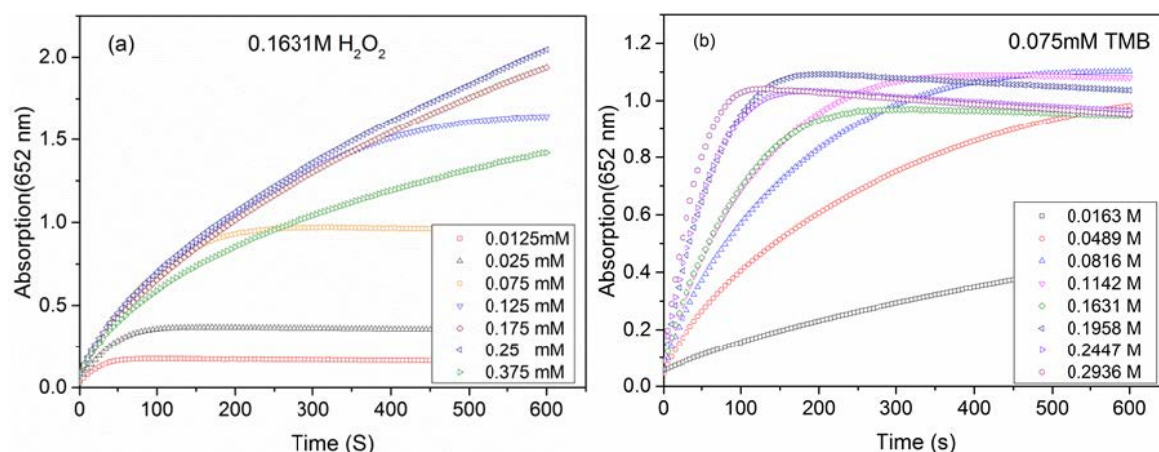 (a) 0.1631M H₂O₂
2.0
1.5
1.0
0.5
0.0
Absorption(652 nm)
0.0125mM
0.025 mM
0.075 mM
0.125 mM
0.175 mM
0.25 mM
0.375 mM
0 100 200 300 400 500 600
Time (S)
(b) 0.075mM TMB
1.2
1.0
0.8
0.6
0.4
0.2
0.0
Absorption(652 nm)
0.0163 M
0.0489 M
0.0816 M
0.1142 M
0.1631 M
0.1958 M
0.2447 M
0.2936 M
0 100 200 300 400 500 600
Time (s)